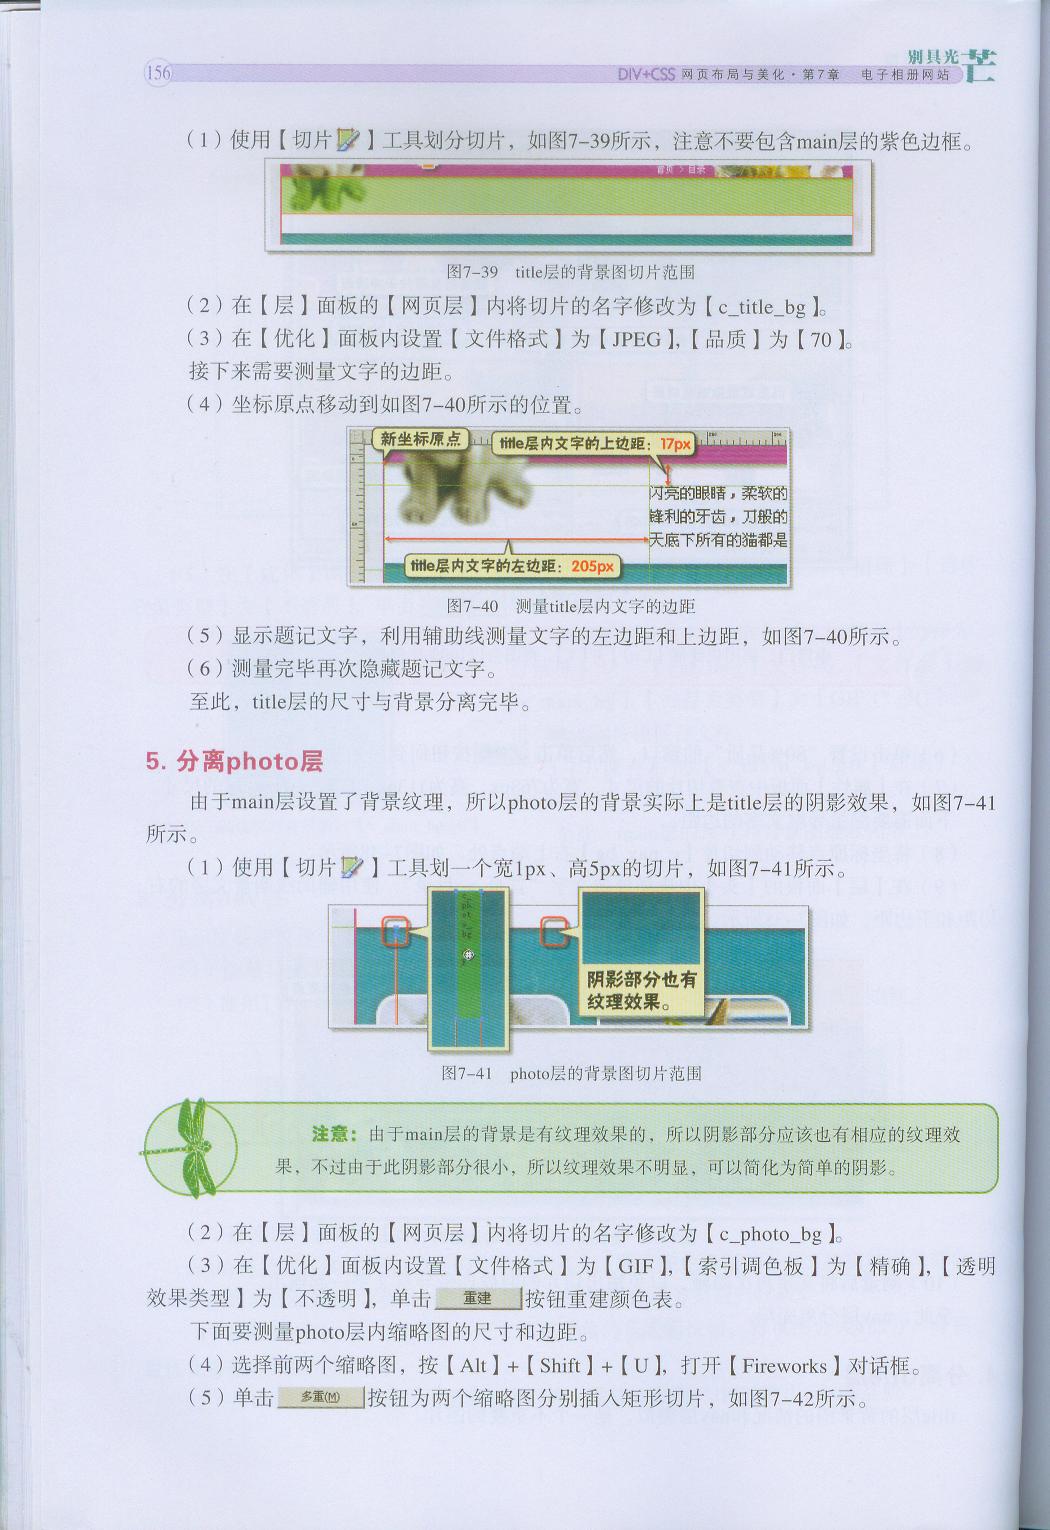 别具光芒
156
DIV+CSS 网页布局与美化·第7章 电子相册网站
（1）使用【切片】工具划分切片，如图7-39所示，注意不要包含main层的紫色边框。
首页 > 目录
图7-39 title层的背景图切片范围
（2）在【层】面板的【网页层】内将切片的名字修改为【c_title_bg】。
（3）在【优化】面板内设置【文件格式】为【JPEG】，【品质】为【70】。
接下来需要测量文字的边距。
（4）坐标原点移动到如图7-40所示的位置。
新坐标原点
title层内文字的上边距：17px
闪亮的眼睛，柔软的
锋利的牙齿，刀般的
天底下所有的猫都是
title层内文字的左边距：205px
图7-40 测量title层内文字的边距
（5）显示题记文字，利用辅助线测量文字的左边距和上边距，如图7-40所示。
（6）测量完毕再次隐藏题记文字。
至此，title层的尺寸与背景分离完毕。
5. 分离photo层
由于main层设置了背景纹理，所以photo层的背景实际上是title层的阴影效果，如图7-41
所示。
（1）使用【切片】工具划一个宽1px、高5px的切片，如图7-41所示。
阴影部分也有
纹理效果。
图7-41 photo层的背景图切片范围
注意：由于main层的背景是有纹理效果的，所以阴影部分应该也有相应的纹理效
果，不过由于此阴影部分很小，所以纹理效果不明显，可以简化为简单的阴影。
（2）在【层】面板的【网页层】内将切片的名字修改为【c_photo_bg】。
（3）在【优化】面板内设置【文件格式】为【GIF】，【索引调色板】为【精确】，【透明
效果类型】为【不透明】，单击 重建 按钮重建颜色表。
下面要测量photo层内缩略图的尺寸和边距。
（4）选择前两个缩略图，按【Alt】+【Shift】+【U】，打开【Fireworks】对话框。
（5）单击 多重(M) 按钮为两个缩略图分别插入矩形切片，如图7-42所示。